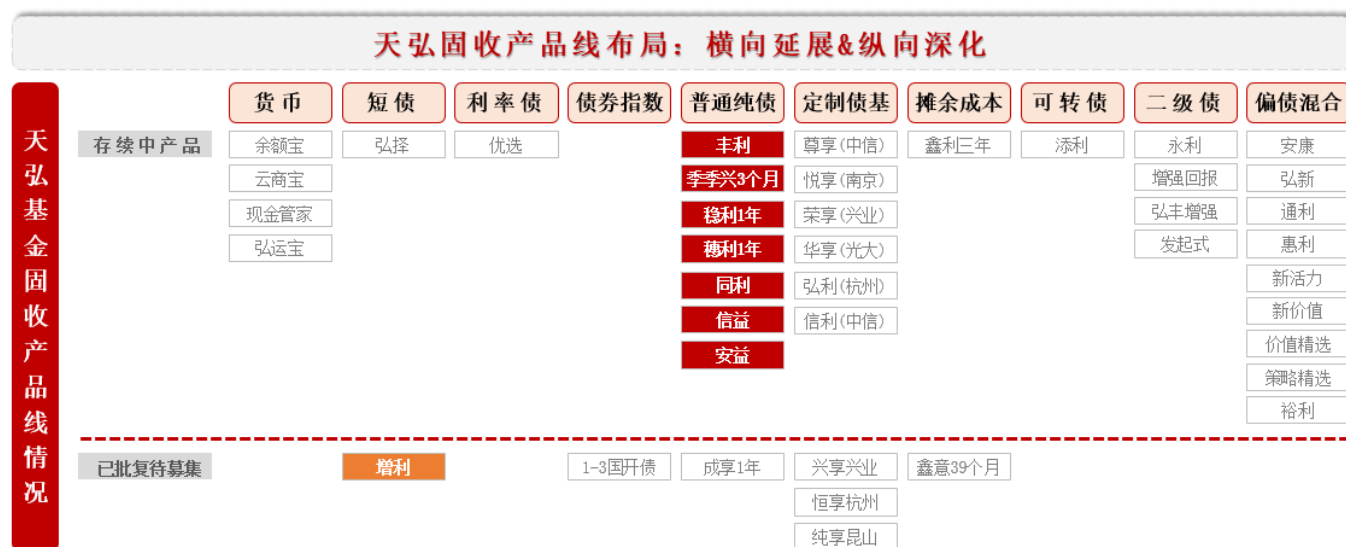 天弘固收产品线布局：横向延展&纵向深化
天弘基金固收产品线情况
货币 短债 利率债 债券指数 普通纯债 定制债基 摊余成本 可转债 二级债 偏债混合
存续中产品 余额宝 弘择 优选 丰利 尊享(中信) 鑫利三年 添利 永利 安康
云商宝 季季兴3个月 悦享(南京) 增强回报 弘新
现金管家 稳利1年 荣享(兴业) 弘丰增强 通利
弘运宝 穗利1年 华享(光大) 发起式 惠利
同利 弘利(杭州) 新活力
信益 信利(中信) 新价值
安益 价值精选
策略精选
裕利
已批复待募集 增利 1-3国开债 成享1年 兴享兴业 鑫意39个月
恒享杭州
纯享昆山